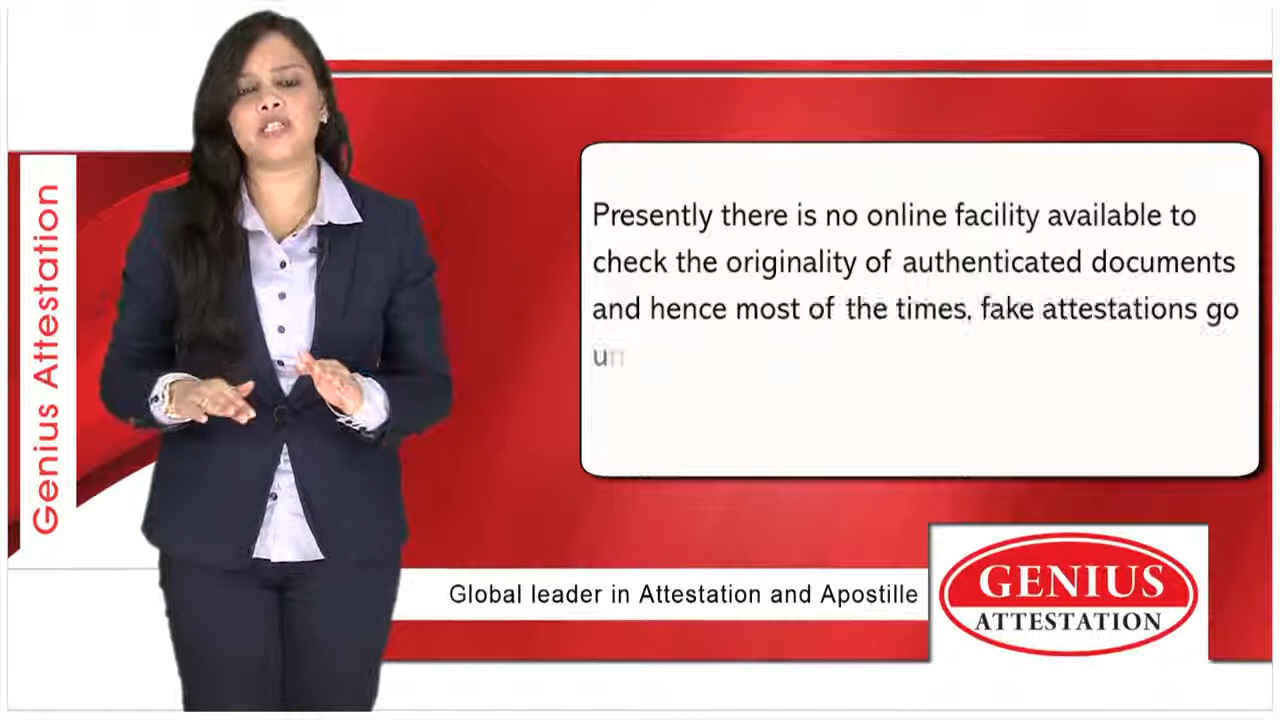 Genius Attestation
Presently there is no online facility available to
check the originality of authenticated documents
and hence most of the times, fake attestations go
un
Global leader in Attestation and Apostille
GENIUS
ATTESTATION